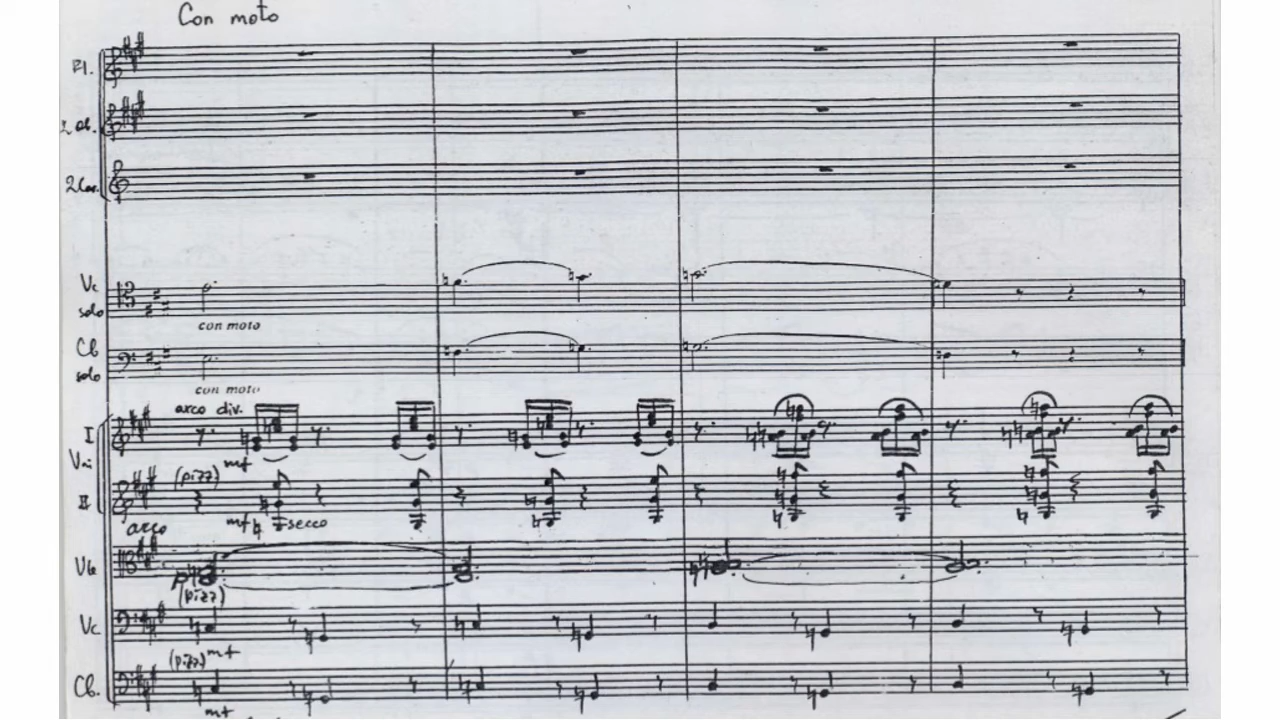 Con moto
Fl.
2 Ob.
2 Cor.
Vc
solo
con moto
Cb
solo
con moto
arco div.
I
Vni
mf
(pizz)
II
mf
secco
arco
Vle
p
(pizz)
Vc
mf
(pizz)
Cb.
mf